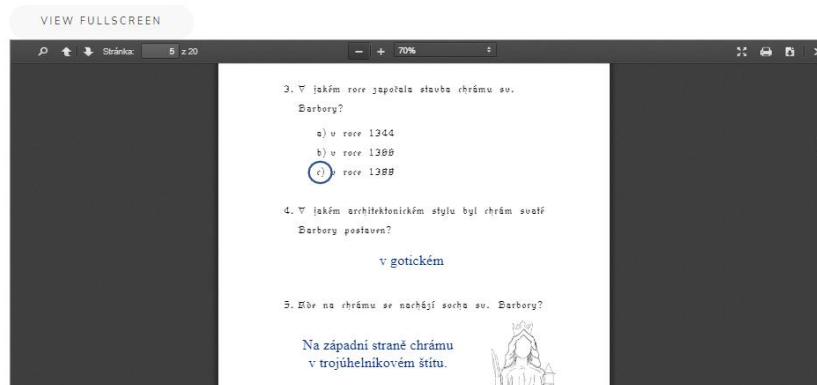 VIEW FULLSCREEN
Stránka: 5 z 20
70%
3. V jakém roce započala stavba chrámu sv.
Barbory?
a) v roce 1344
b) v roce 1300
c) v roce 1388
4. V jakém architektonickém stylu byl chrám svaté
Barbory postaven?
v gotickém
5. Kde na chrámu se nachází socha sv. Barbory?
Na západní straně chrámu
v trojúhelníkovém štítu.